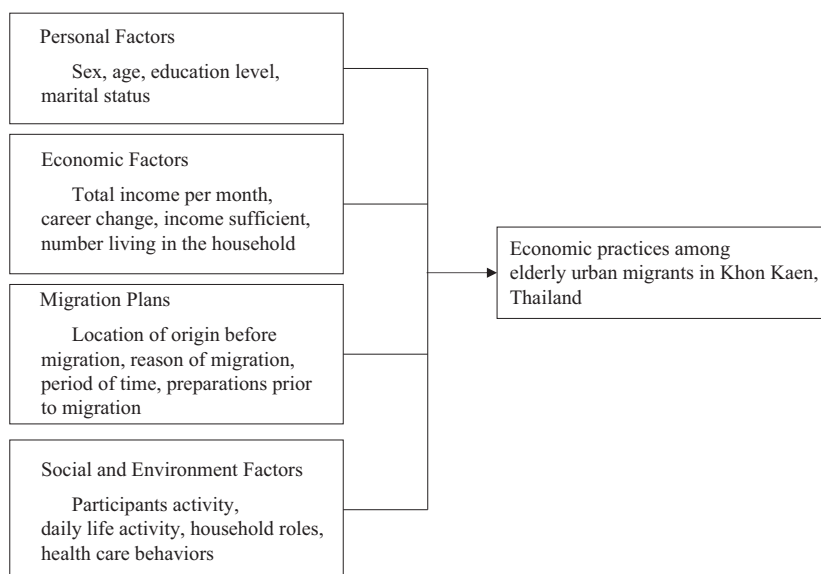 Personal Factors
Sex, age, education level,
marital status
Economic Factors
Total income per month,
career change, income sufficient,
number living in the household
Migration Plans
Location of origin before
migration, reason of migration,
period of time, preparations prior
to migration
Social and Environment Factors
Participants activity,
daily life activity, household roles,
health care behaviors
Economic practices among
elderly urban migrants in Khon Kaen,
Thailand